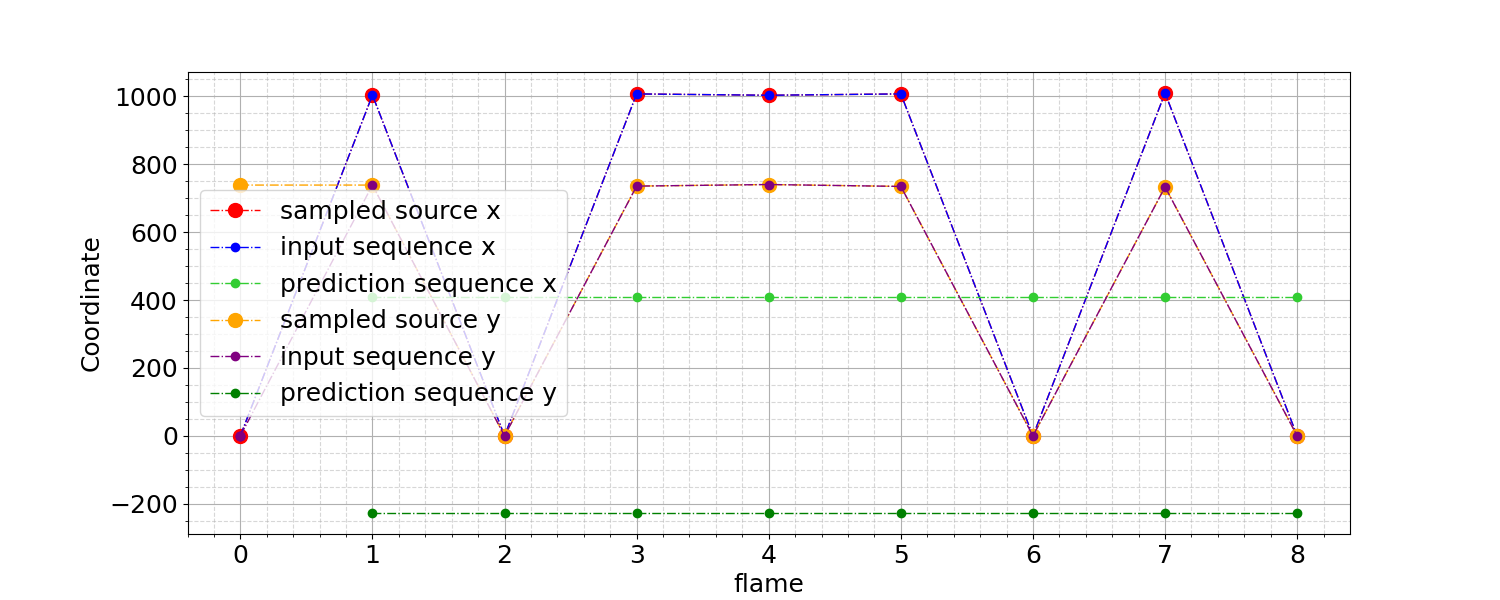 1000
800
600
400
200
0
−200
Coordinate
sampled source x
input sequence x
prediction sequence x
sampled source y
input sequence y
prediction sequence y
0 1 2 3 4 5 6 7 8
flame